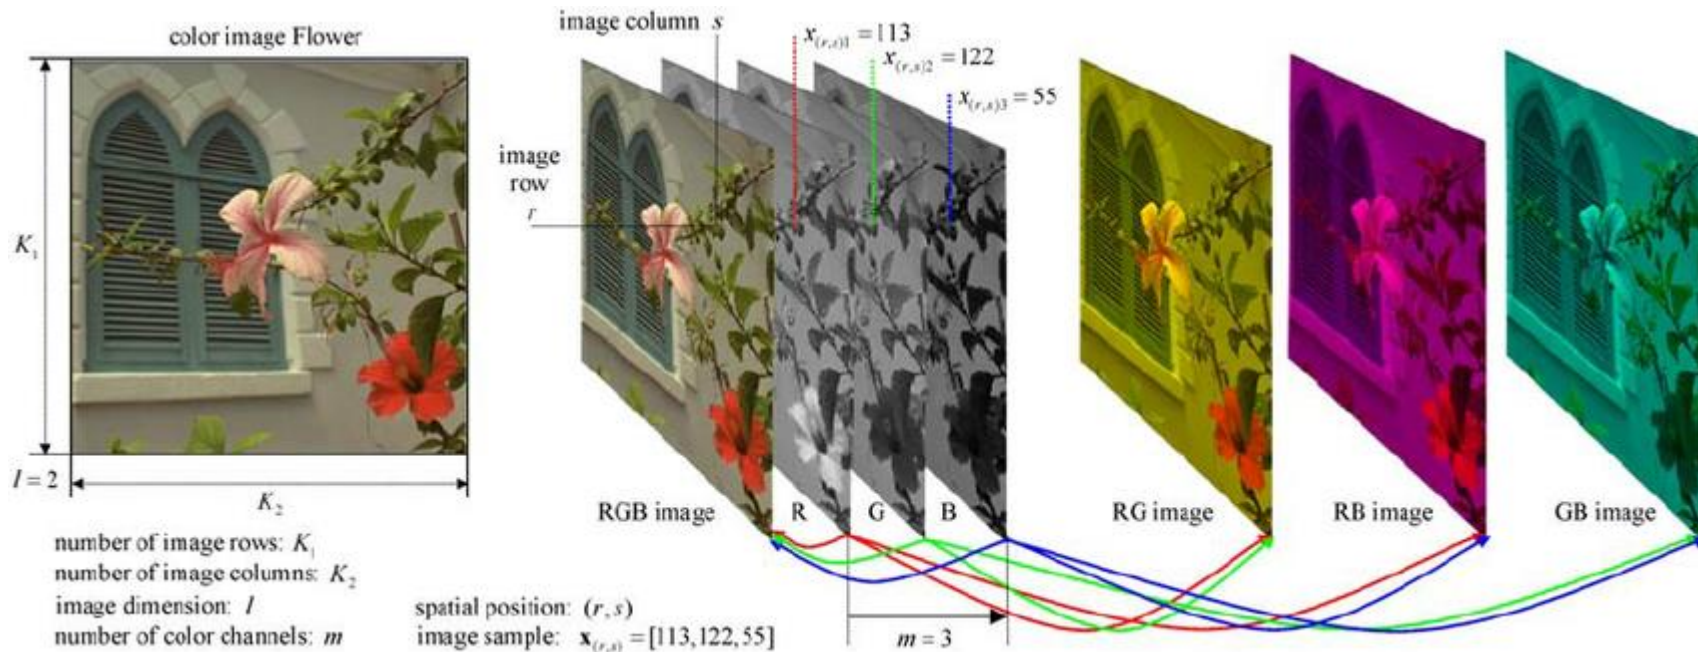 color image Flower
K₁
l = 2
K₂
number of image rows: K₁
number of image columns: K₂
image dimension: l
number of color channels: m
image column s
image
row
r
x₍r,s₎1 = 113
x₍r,s₎2 = 122
x₍r,s₎3 = 55
RGB image
R
G
B
RG image
RB image
GB image
spatial position: (r, s)
image sample: x₍r,s₎ = [113, 122, 55]
m = 3